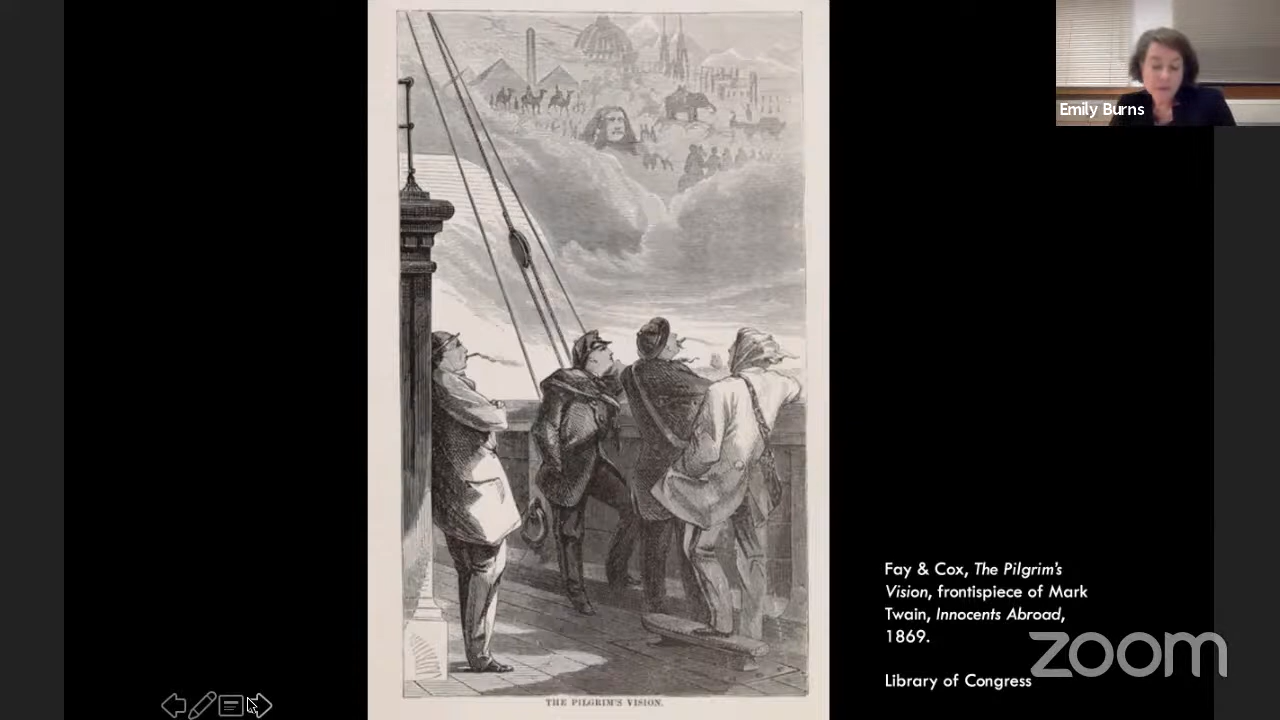 Emily Burns
Fay & Cox, The Pilgrim's
Vision, frontispiece of Mark
Twain, Innocents Abroad,
1869.
zoom
Library of Congress
THE PILGRIM'S VISION.